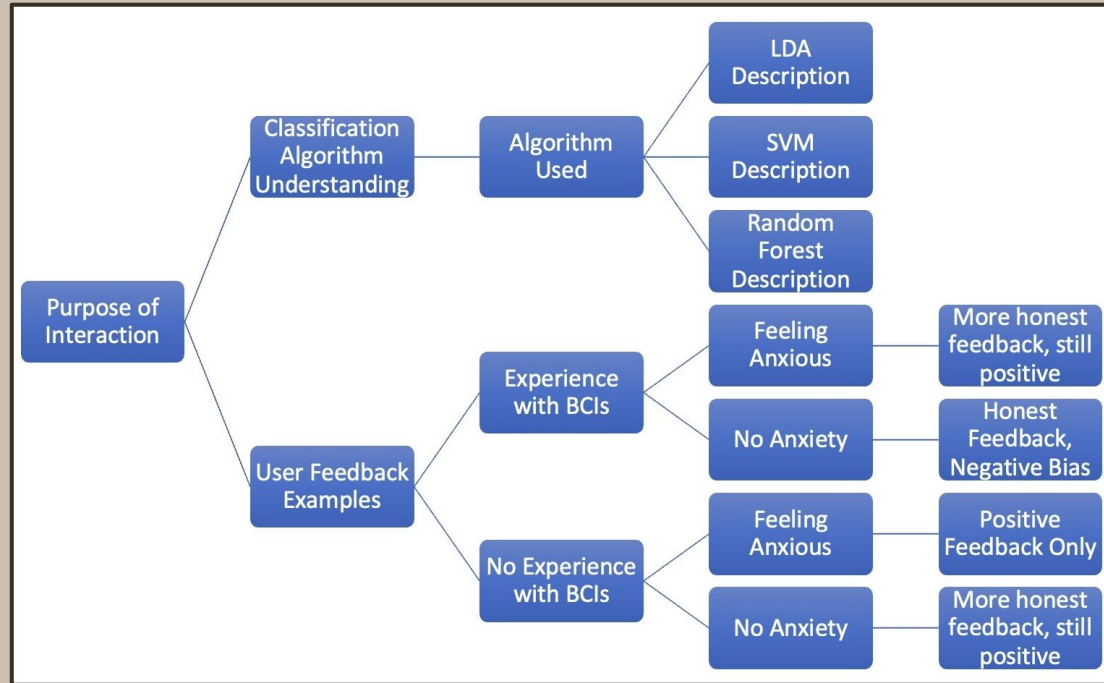 Purpose of
Interaction
Classification
Algorithm
Understanding
Algorithm
Used
LDA
Description
SVM
Description
Random
Forest
Description
User Feedback
Examples
Experience
with BCIs
Feeling
Anxious
More honest
feedback, still
positive
No Anxiety
Honest
Feedback,
Negative Bias
No Experience
with BCIs
Feeling
Anxious
Positive
Feedback Only
No Anxiety
More honest
feedback, still
positive